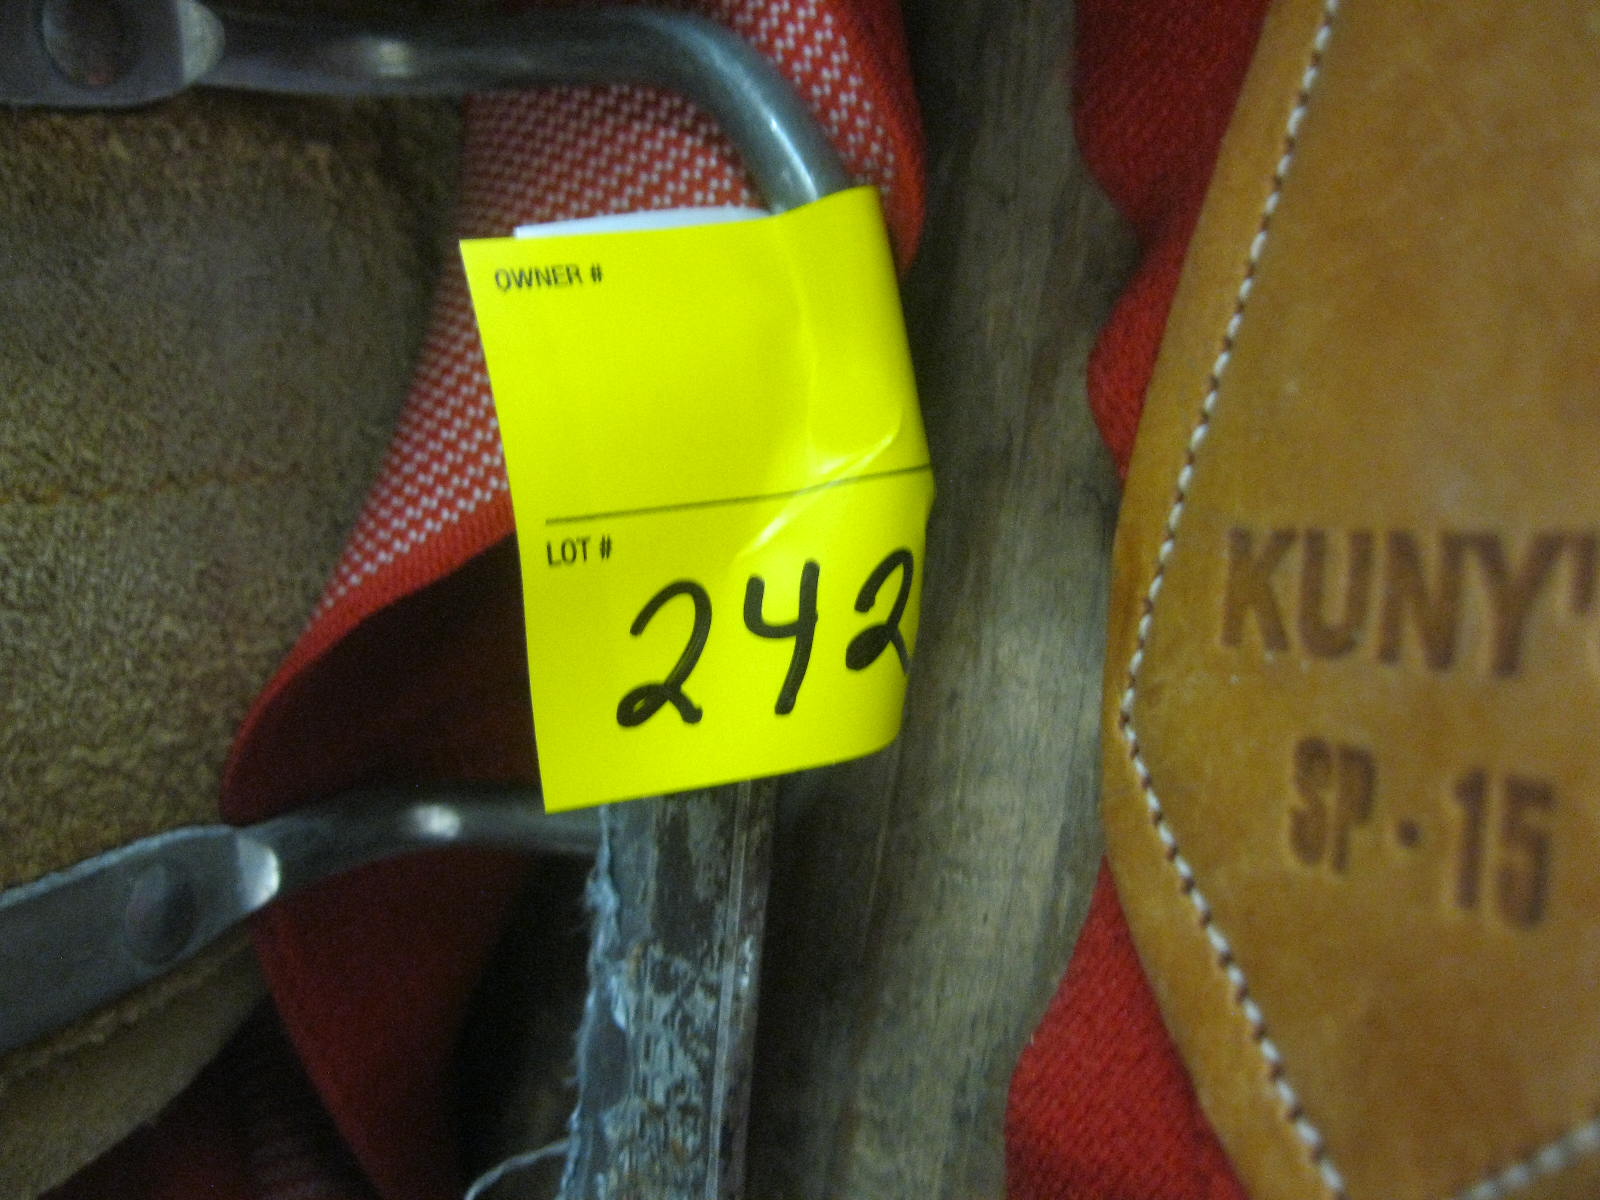 OWNER #
LOT #
242
KUNY'
SP·15